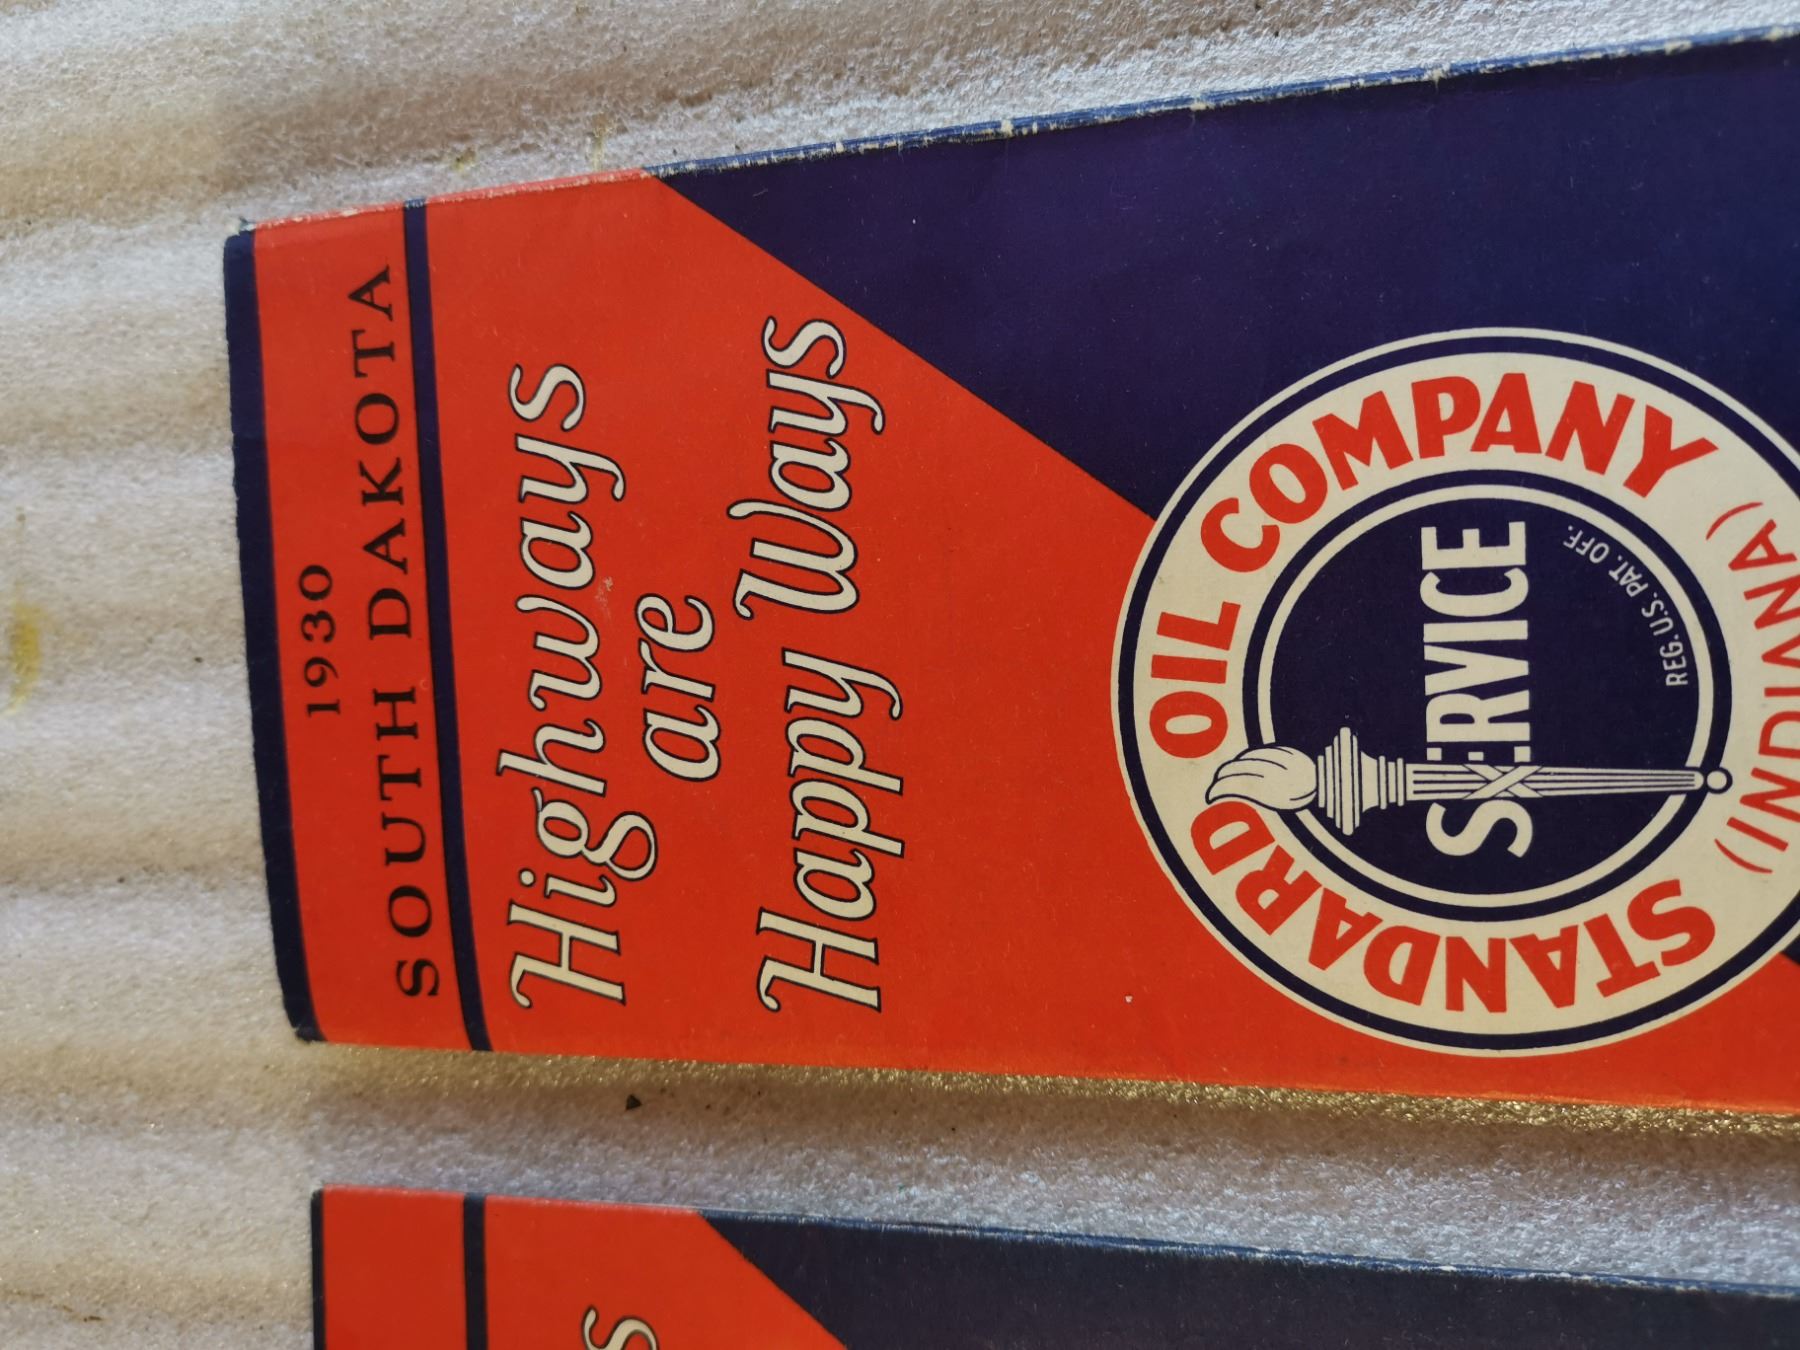 1930
SOUTH DAKOTA
Highways
are
Happy Ways
STANDARD OIL COMPANY
(INDIANA)
SERVICE
REG. U.S. PAT. OFF.
s